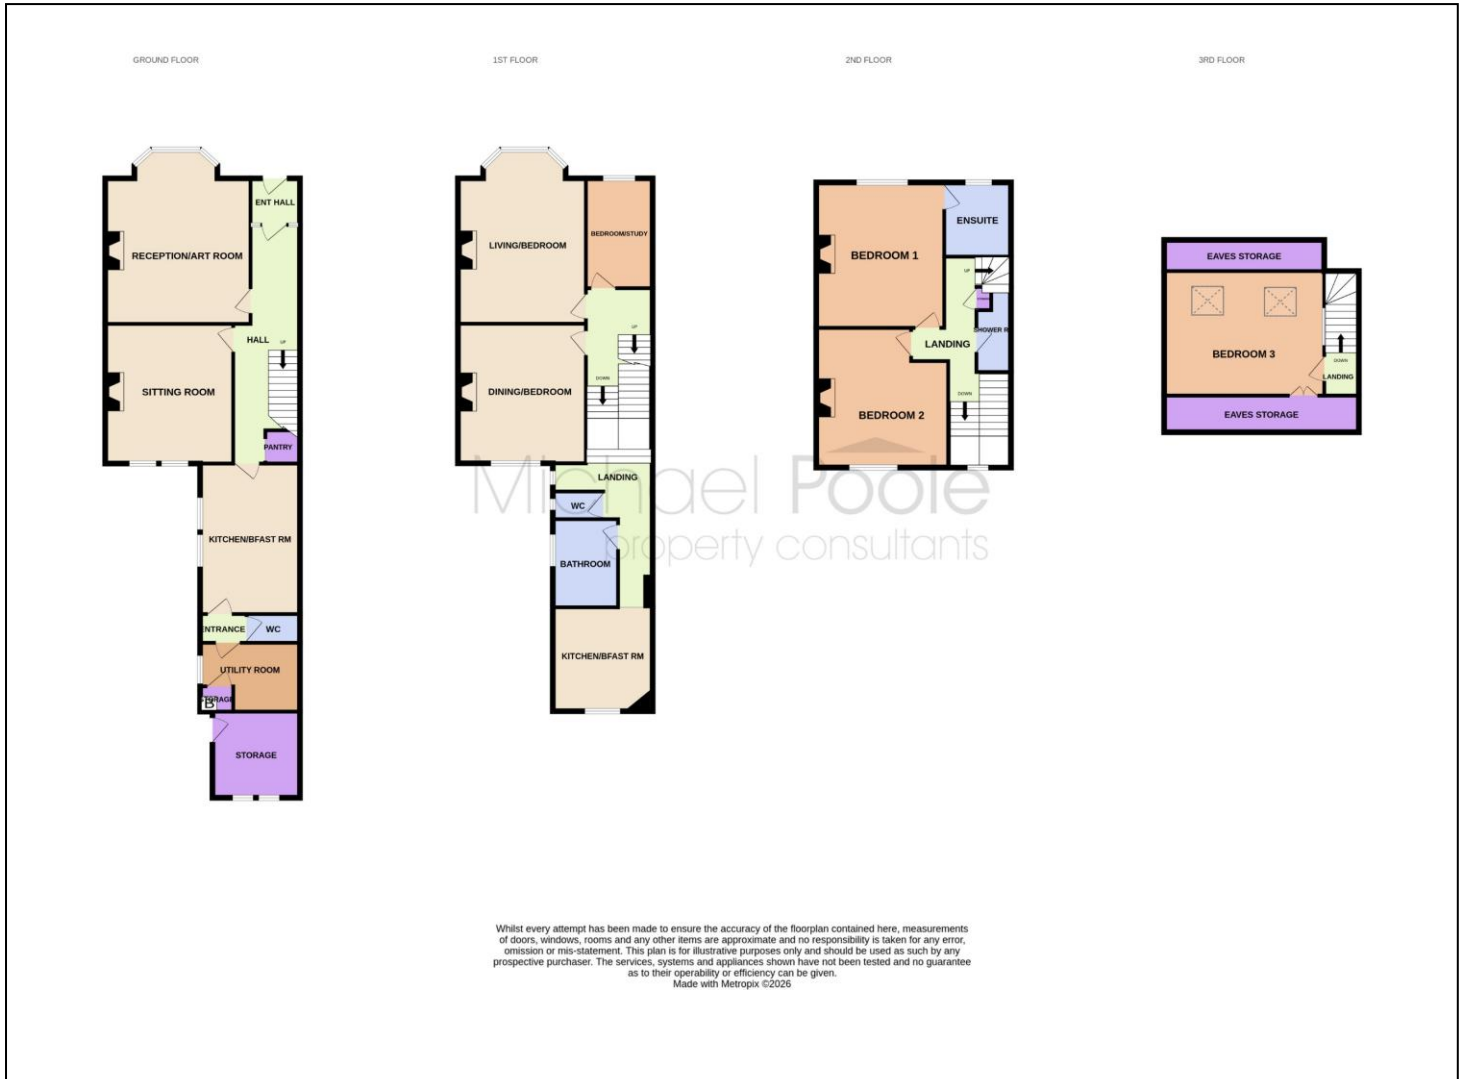 GROUND FLOOR
1ST FLOOR
2ND FLOOR
3RD FLOOR
ENT HALL
RECEPTION/ART ROOM
HALL
UP
SITTING ROOM
PANTRY
KITCHEN/BFAST RM
ENTRANCE
WC
UTILITY ROOM
STORAGE
B
STORAGE
LIVING/BEDROOM
BEDROOM/STUDY
UP
DOWN
DINING/BEDROOM
LANDING
WC
BATHROOM
KITCHEN/BFAST RM
ENSUITE
BEDROOM 1
UP
SHOWER R
LANDING
DOWN
BEDROOM 2
EAVES STORAGE
BEDROOM 3
DOWN
LANDING
EAVES STORAGE
Michael Poole
property consultants
Whilst every attempt has been made to ensure the accuracy of the floorplan contained here, measurements
of doors, windows, rooms and any other items are approximate and no responsibility is taken for any error,
omission or mis-statement. This plan is for illustrative purposes only and should be used as such by any
prospective purchaser. The services, systems and appliances shown have not been tested and no guarantee
as to their operability or efficiency can be given.
Made with Metropix ©2026